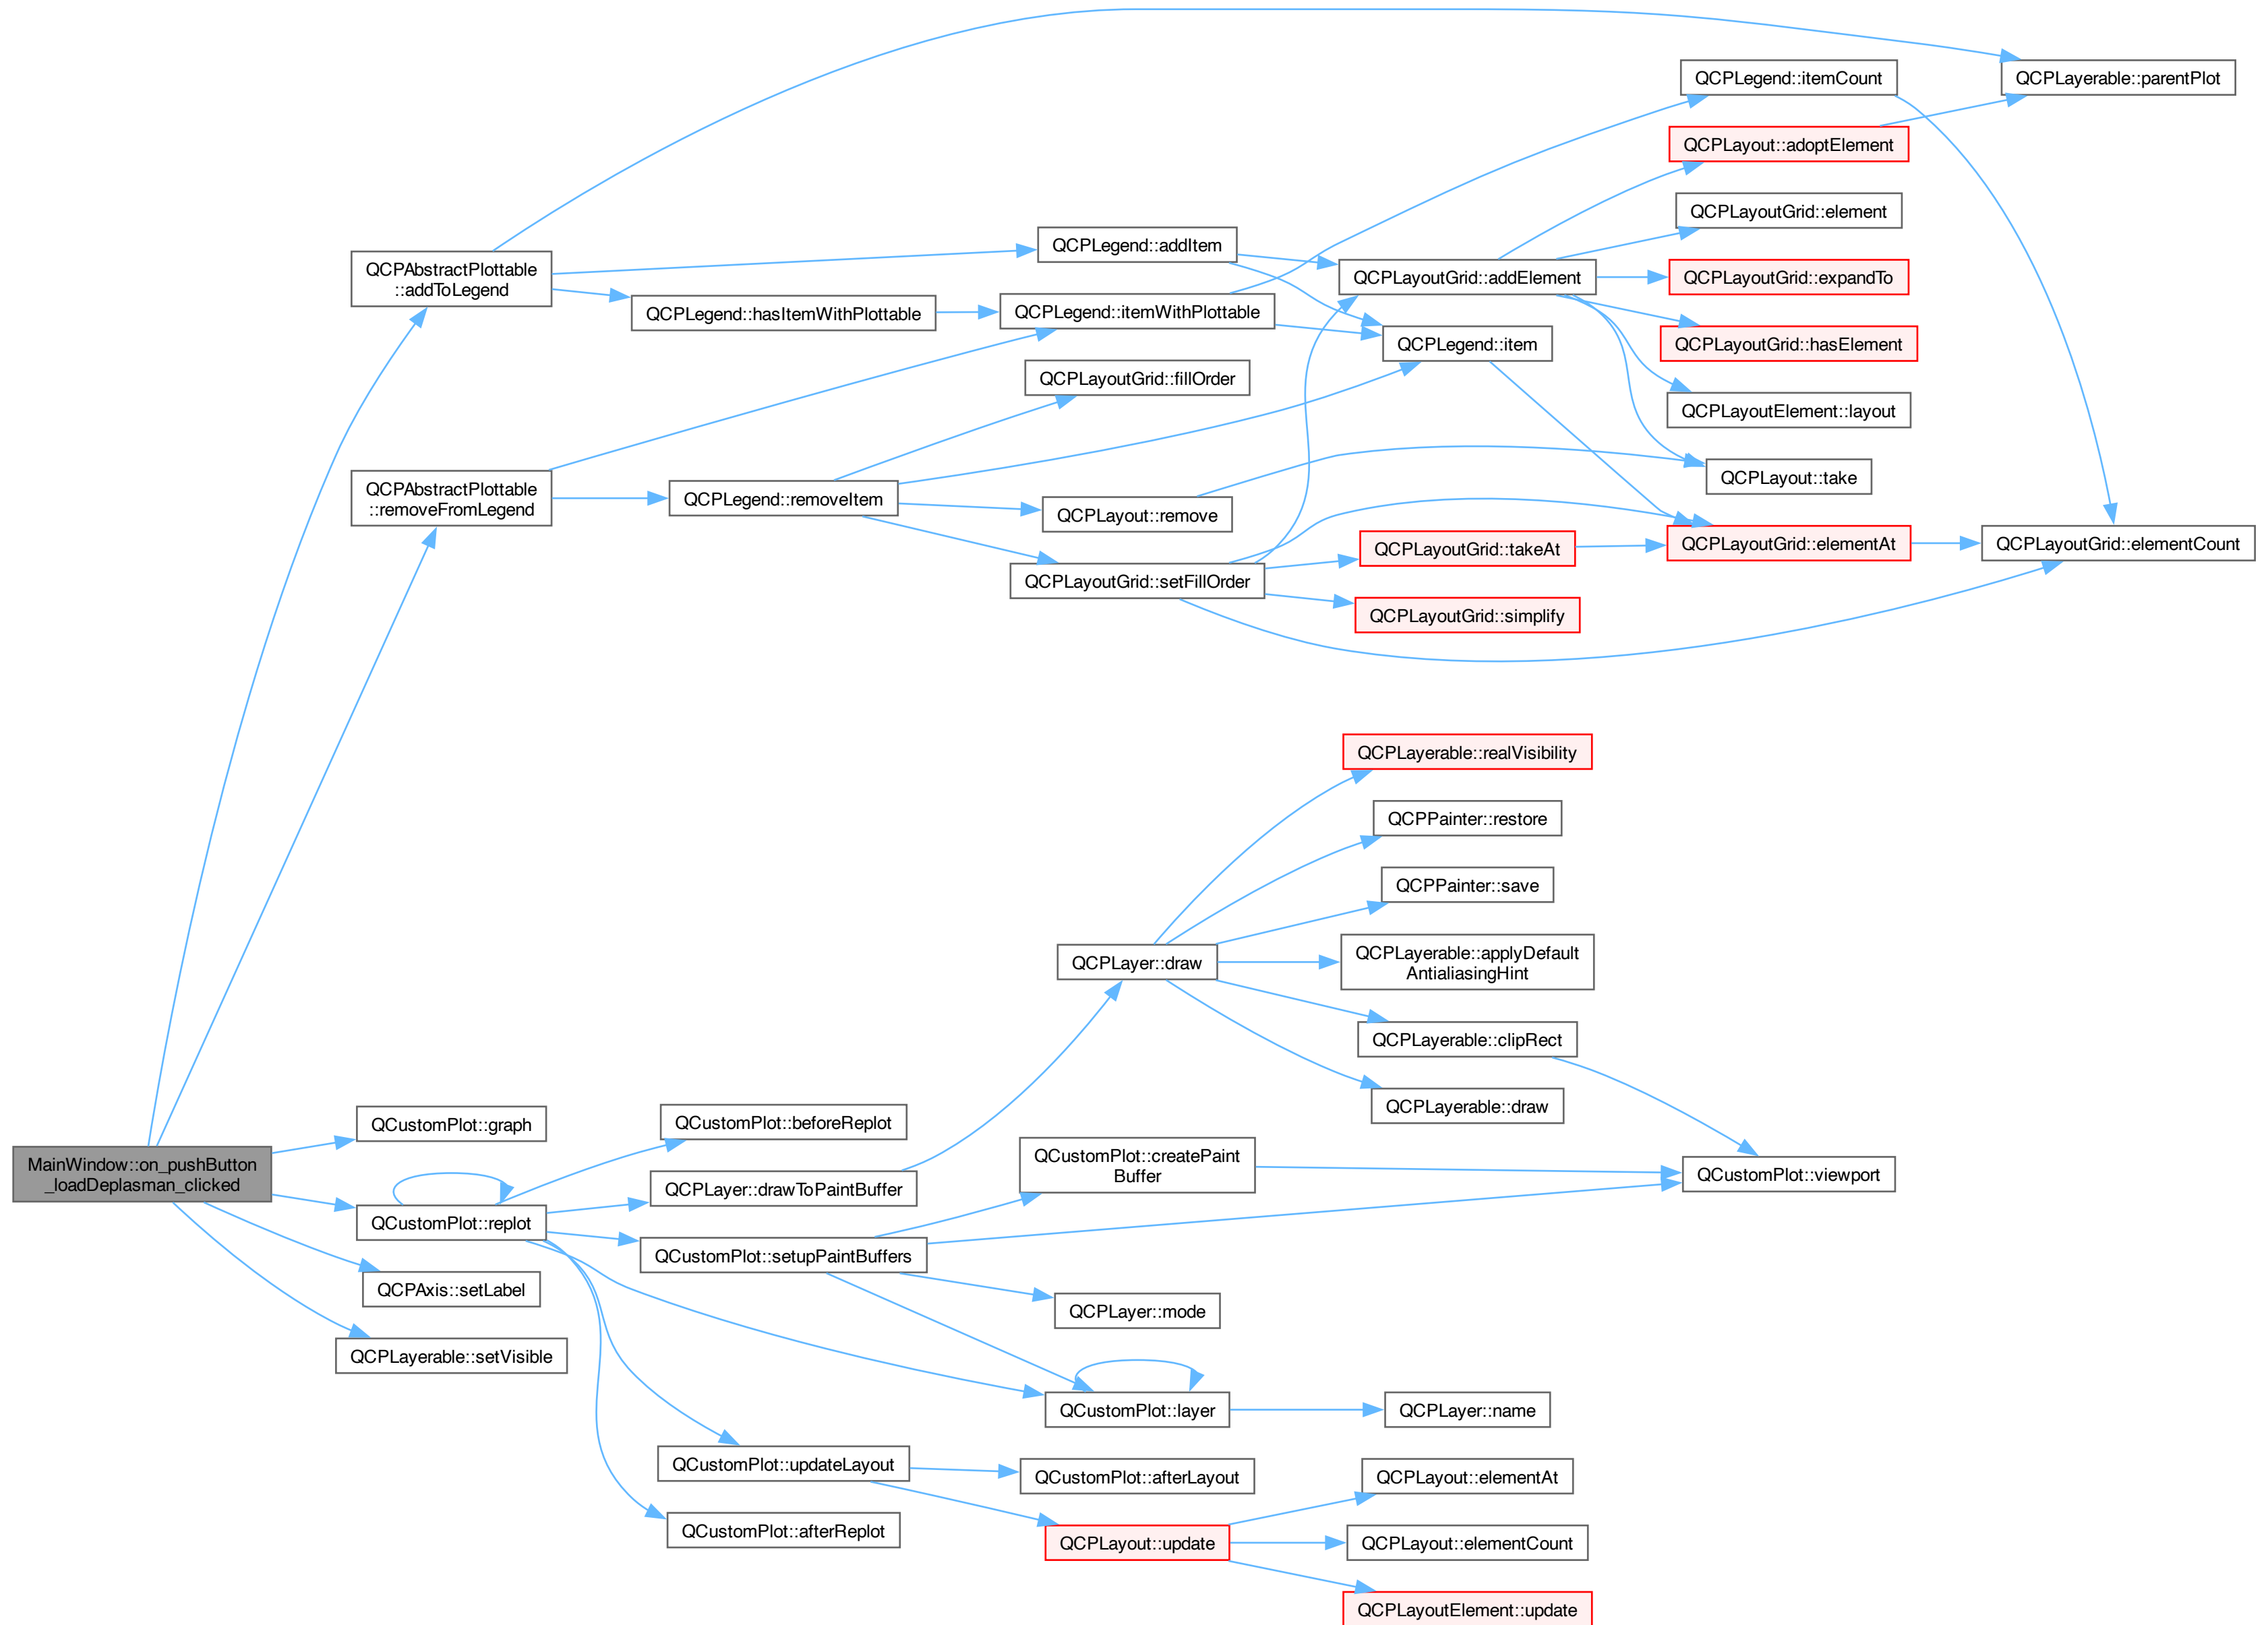 QCPLegend::itemCount
QCPLayerable::parentPlot
QCPLayout::adoptElement
QCPLayoutGrid::element
QCPAbstractPlottable
::addToLegend
QCPLegend::addItem
QCPLayoutGrid::addElement
QCPLayoutGrid::expandTo
QCPLegend::hasItemWithPlottable
QCPLegend::itemWithPlottable
QCPLegend::item
QCPLayoutGrid::hasElement
QCPLayoutGrid::fillOrder
QCPLayoutElement::layout
QCPAbstractPlottable
::removeFromLegend
QCPLegend::removeItem
QCPLayout::remove
QCPLayout::take
QCPLayoutGrid::takeAt
QCPLayoutGrid::elementAt
QCPLayoutGrid::elementCount
QCPLayoutGrid::setFillOrder
QCPLayoutGrid::simplify
QCPLayerable::realVisibility
QCPPainter::restore
QCPPainter::save
QCPLayer::draw
QCPLayerable::applyDefault
AntialiasingHint
QCPLayerable::clipRect
QCPLayerable::draw
QCustomPlot::graph
QCustomPlot::beforeReplot
MainWindow::on_pushButton
_loadDeplasman_clicked
QCPLayer::drawToPaintBuffer
QCustomPlot::createPaint
Buffer
QCustomPlot::viewport
QCustomPlot::replot
QCustomPlot::setupPaintBuffers
QCPAxis::setLabel
QCPLayer::mode
QCPLayerable::setVisible
QCustomPlot::layer
QCPLayer::name
QCustomPlot::updateLayout
QCustomPlot::afterLayout
QCPLayout::elementAt
QCustomPlot::afterReplot
QCPLayout::update
QCPLayout::elementCount
QCPLayoutElement::update